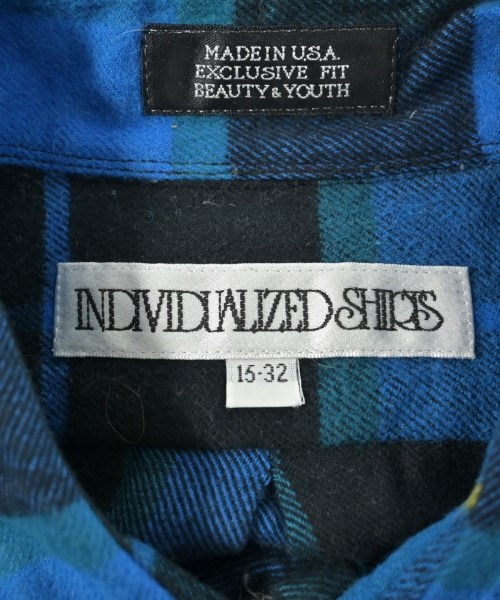 MADE IN U.S.A.
EXCLUSIVE FIT
BEAUTY & YOUTH
INDIVIDUALIZED SHIRTS
15-32